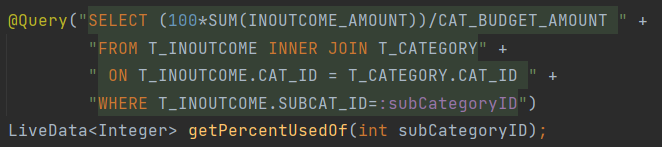 @Query("SELECT (100*SUM(INOUTCOME_AMOUNT))/CAT_BUDGET_AMOUNT " +
"FROM T_INOUTCOME INNER JOIN T_CATEGORY" +
" ON T_INOUTCOME.CAT_ID = T_CATEGORY.CAT_ID " +
"WHERE T_INOUTCOME.SUBCAT_ID=:subCategoryID")
LiveData<Integer> getPercentUsedOf(int subCategoryID);